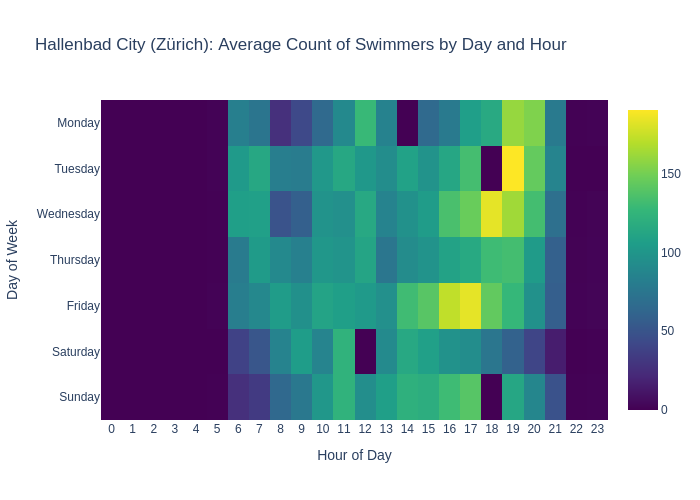 Hallenbad City (Zürich): Average Count of Swimmers by Day and Hour
Monday
Tuesday
Wednesday
Thursday
Friday
Saturday
Sunday
Day of Week
0 1 2 3 4 5 6 7 8 9 10 11 12 13 14 15 16 17 18 19 20 21 22 23
Hour of Day
150
100
50
0